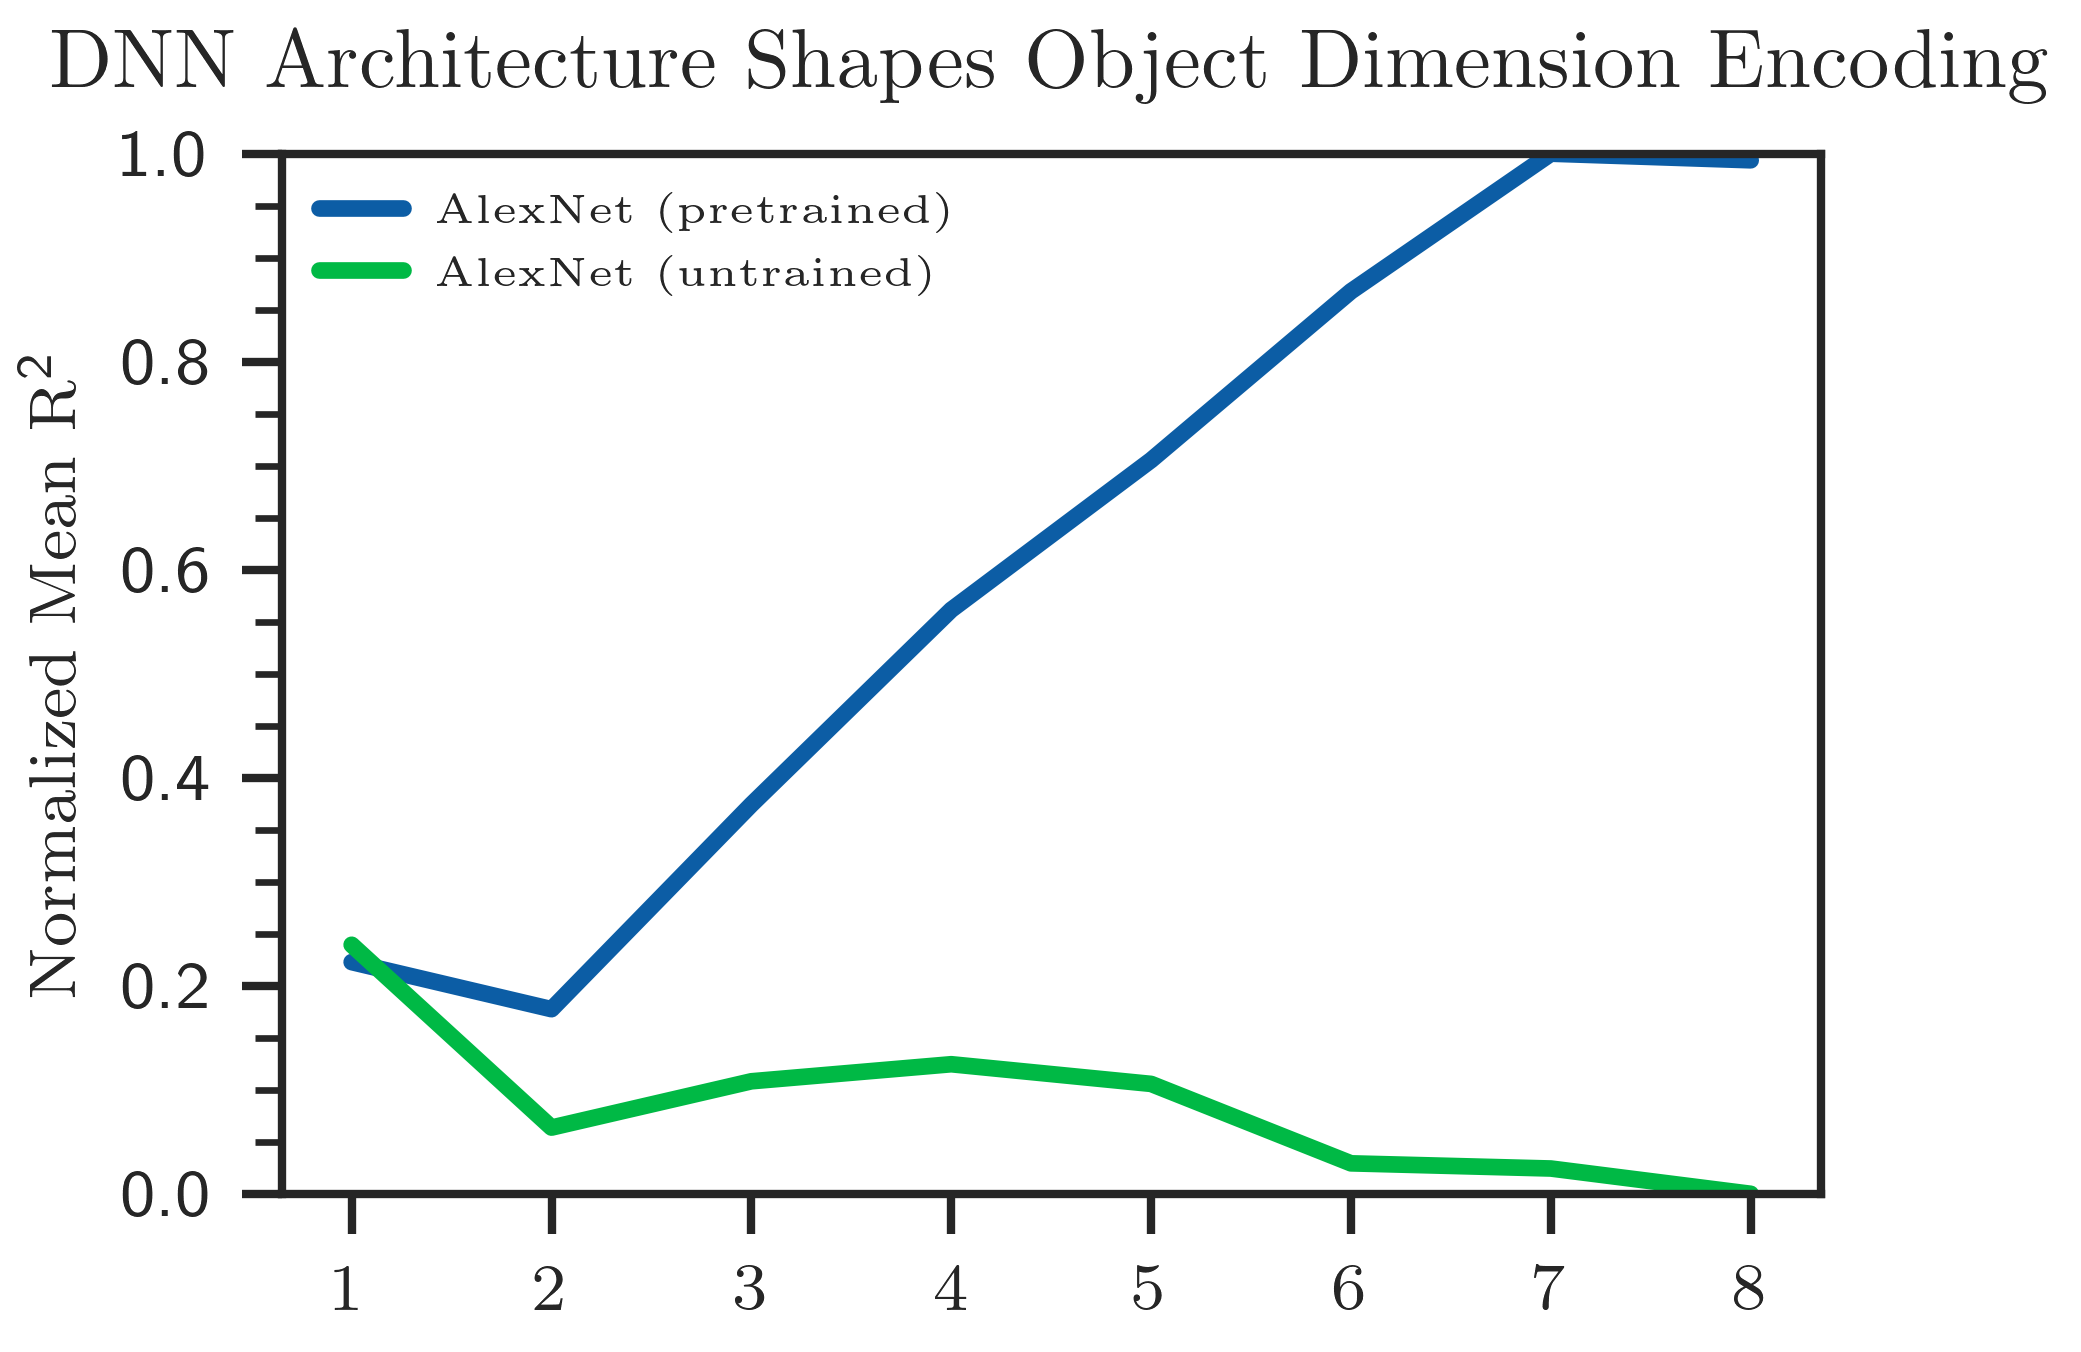 DNN Architecture Shapes Object Dimension Encoding
Normalized Mean R²
1.0
0.8
0.6
0.4
0.2
0.0
AlexNet (pretrained)
AlexNet (untrained)
1 2 3 4 5 6 7 8